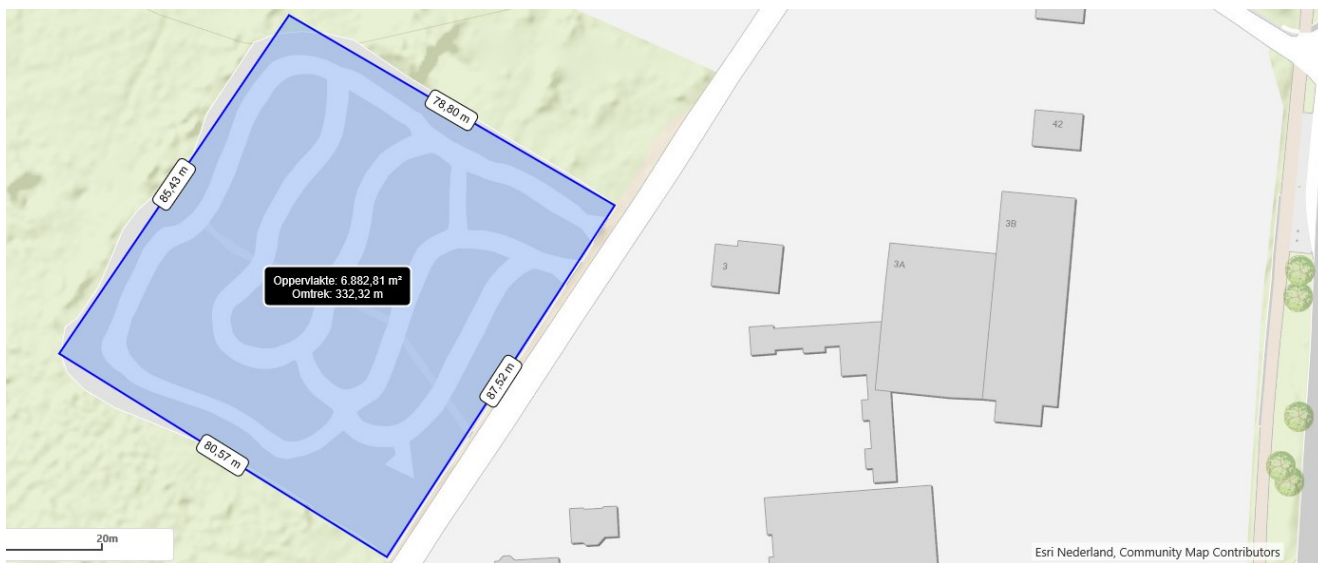 78,80 m
42
85,43 m
3B
3A
3
Oppervlakte: 6.882,81 m²
Omtrek: 332,32 m
87,52 m
80,57 m
20m
Esri Nederland, Community Map Contributors